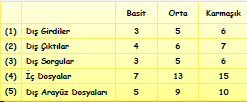 Basit Orta Karmaşık
(1) Dış Girdiler 3 5 6
(2) Dış Çıktılar 4 6 7
(3) Dış Sorgular 3 5 6
(4) İç Dosyalar 7 13 15
(5) Dış Arayüz Dosyaları 5 9 10